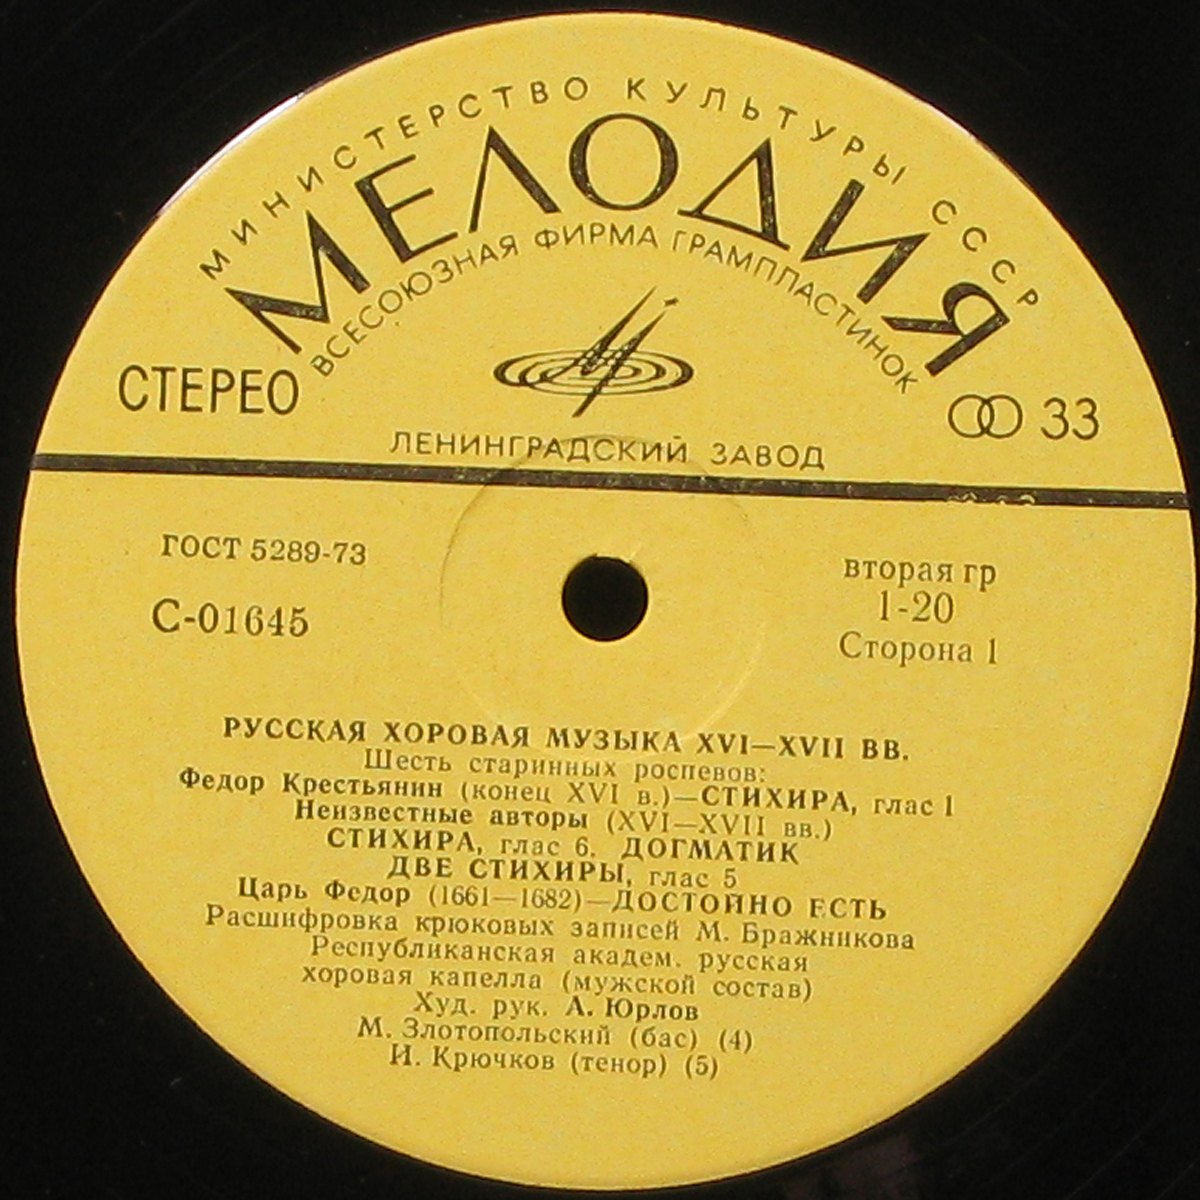 МИНИСТЕРСТВО КУЛЬТУРЫ СССР
МЕЛОДИЯ
ВСЕСОЮЗНАЯ ФИРМА ГРАМПЛАСТИНОК
СТЕРЕО
33
ЛЕНИНГРАДСКИЙ ЗАВОД
ГОСТ 5289-73
С-01645
вторая гр
1-20
Сторона 1
РУССКАЯ ХОРОВАЯ МУЗЫКА XVI—XVII ВВ.
Шесть старинных роспевов:
Федор Крестьянин (конец XVI в.)—СТИХИРА, глас 1
Неизвестные авторы (XVI—XVII вв.)
СТИХИРА, глас 6. ДОГМАТИК
ДВЕ СТИХИРЫ, глас 5
Царь Федор (1661—1682)—ДОСТОЙНО ЕСТЬ
Расшифровка крюковых записей М. Бражникова
Республиканская академ. русская
хоровая капелла (мужской состав)
Худ. рук. А. Юрлов
М. Злотопольский (бас) (4)
И. Крючков (тенор) (5)